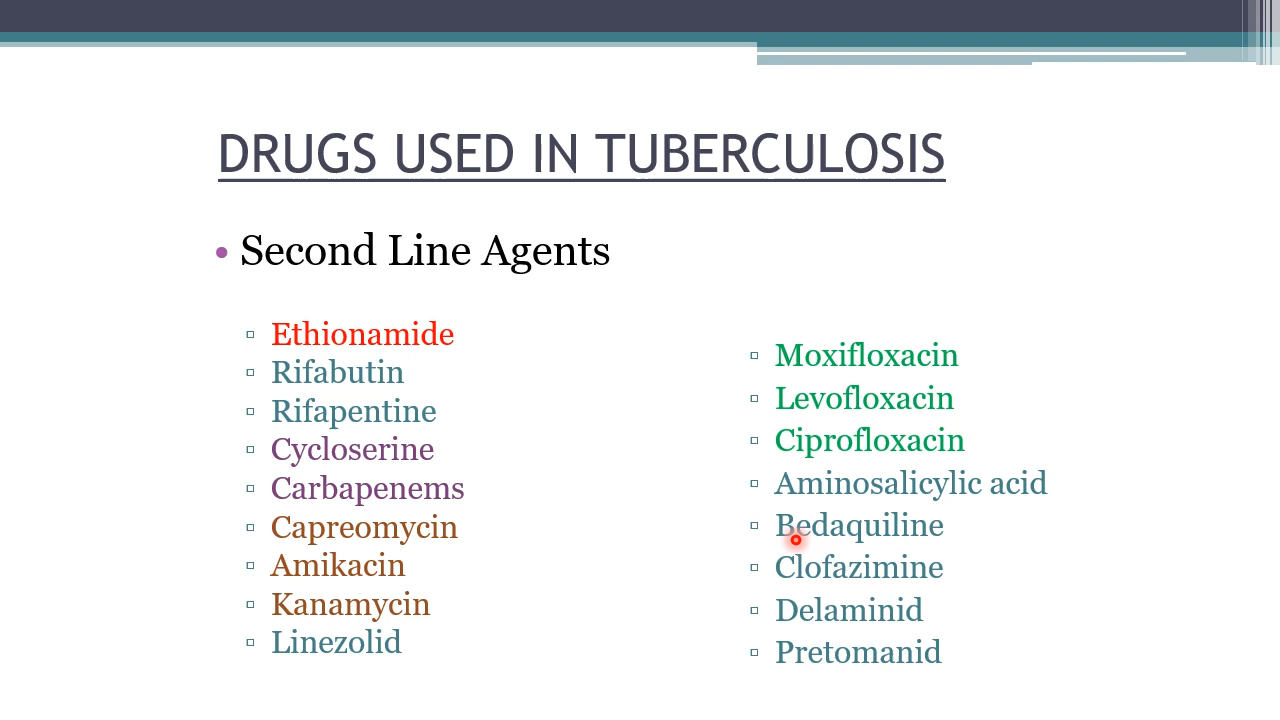 DRUGS USED IN TUBERCULOSIS
• Second Line Agents
▫ Ethionamide
▫ Rifabutin
▫ Rifapentine
▫ Cycloserine
▫ Carbapenems
▫ Capreomycin
▫ Amikacin
▫ Kanamycin
▫ Linezolid
▫ Moxifloxacin
▫ Levofloxacin
▫ Ciprofloxacin
▫ Aminosalicylic acid
▫ Bedaquiline
▫ Clofazimine
▫ Delaminid
▫ Pretomanid